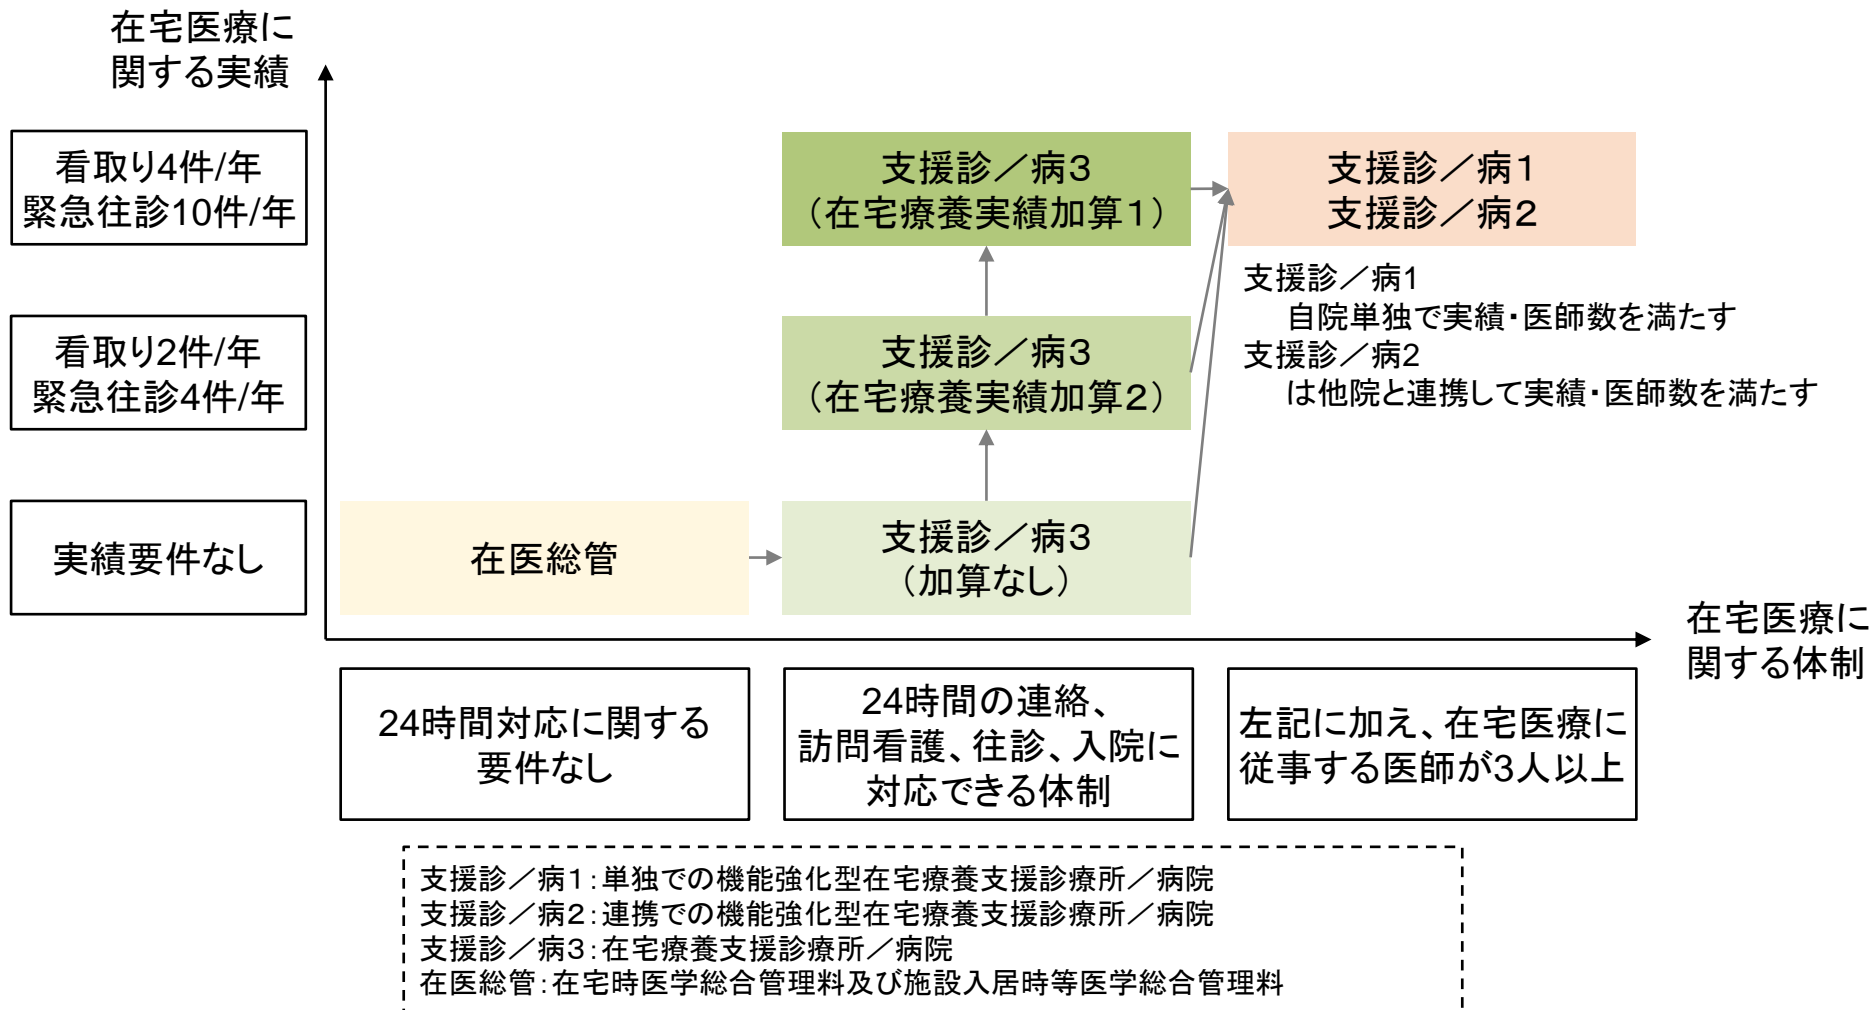 在宅医療に
関する実績
看取り4件/年
緊急往診10件/年
支援診／病3
（在宅療養実績加算１）
支援診／病１
支援診／病２
支援診／病1
自院単独で実績・医師数を満たす
支援診／病2
は他院と連携して実績・医師数を満たす
看取り2件/年
緊急往診4件/年
支援診／病3
（在宅療養実績加算２）
実績要件なし
在医総管
支援診／病3
（加算なし）
在宅医療に
関する体制
24時間対応に関する
要件なし
24時間の連絡、
訪問看護、往診、入院に
対応できる体制
左記に加え、在宅医療に
従事する医師が3人以上
支援診／病１：単独での機能強化型在宅療養支援診療所／病院
支援診／病２：連携での機能強化型在宅療養支援診療所／病院
支援診／病３：在宅療養支援診療所／病院
在医総管：在宅時医学総合管理料及び施設入居時等医学総合管理料